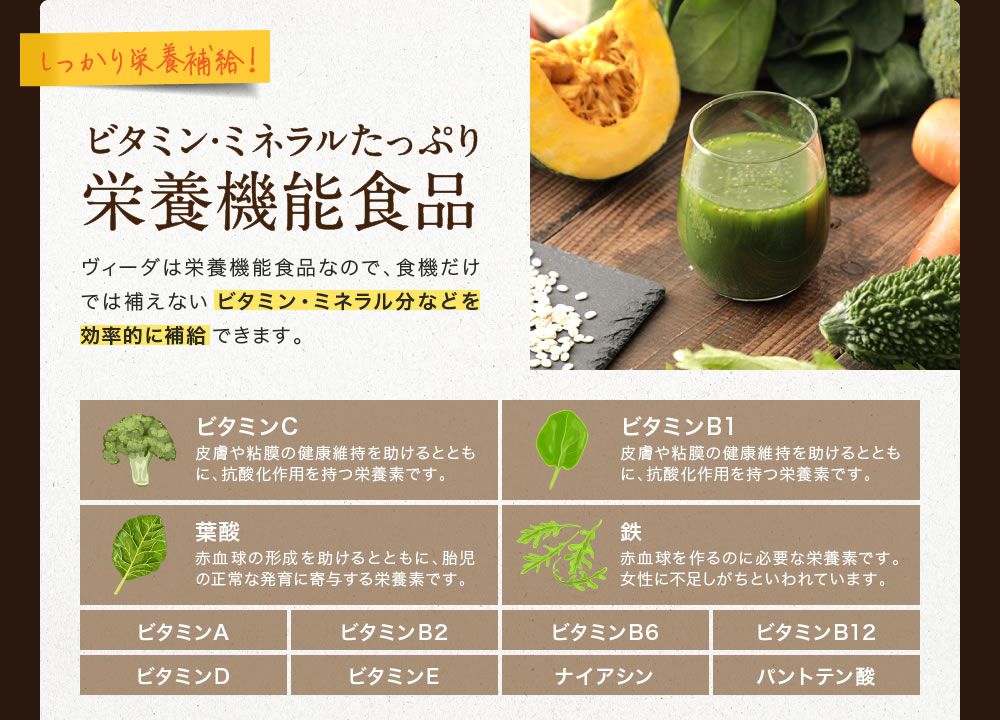 しっかり栄養補給!
ビタミン・ミネラルたっぷり
栄養機能食品
ヴィーダは栄養機能食品なので、食機だけ
では補えない ビタミン・ミネラル分などを
効率的に補給 できます。
ビタミンC
皮膚や粘膜の健康維持を助けるととも
に、抗酸化作用を持つ栄養素です。
ビタミンB1
皮膚や粘膜の健康維持を助けるととも
に、抗酸化作用を持つ栄養素です。
葉酸
赤血球の形成を助けるとともに、胎児
の正常な発育に寄与する栄養素です。
鉄
赤血球を作るのに必要な栄養素です。
女性に不足しがちといわれています。
ビタミンA
ビタミンB2
ビタミンB6
ビタミンB12
ビタミンD
ビタミンE
ナイアシン
パントテン酸